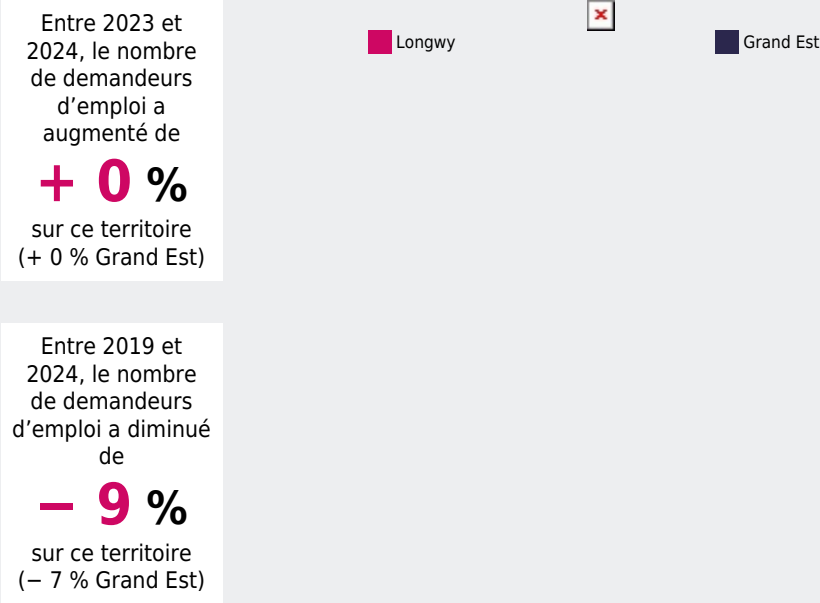 Entre 2023 et
2024, le nombre
de demandeurs
d’emploi a
augmenté de
+ 0 %
sur ce territoire
(+ 0 % Grand Est)
Entre 2019 et
2024, le nombre
de demandeurs
d’emploi a diminué
de
− 9 %
sur ce territoire
(− 7 % Grand Est)
Longwy
Grand Est